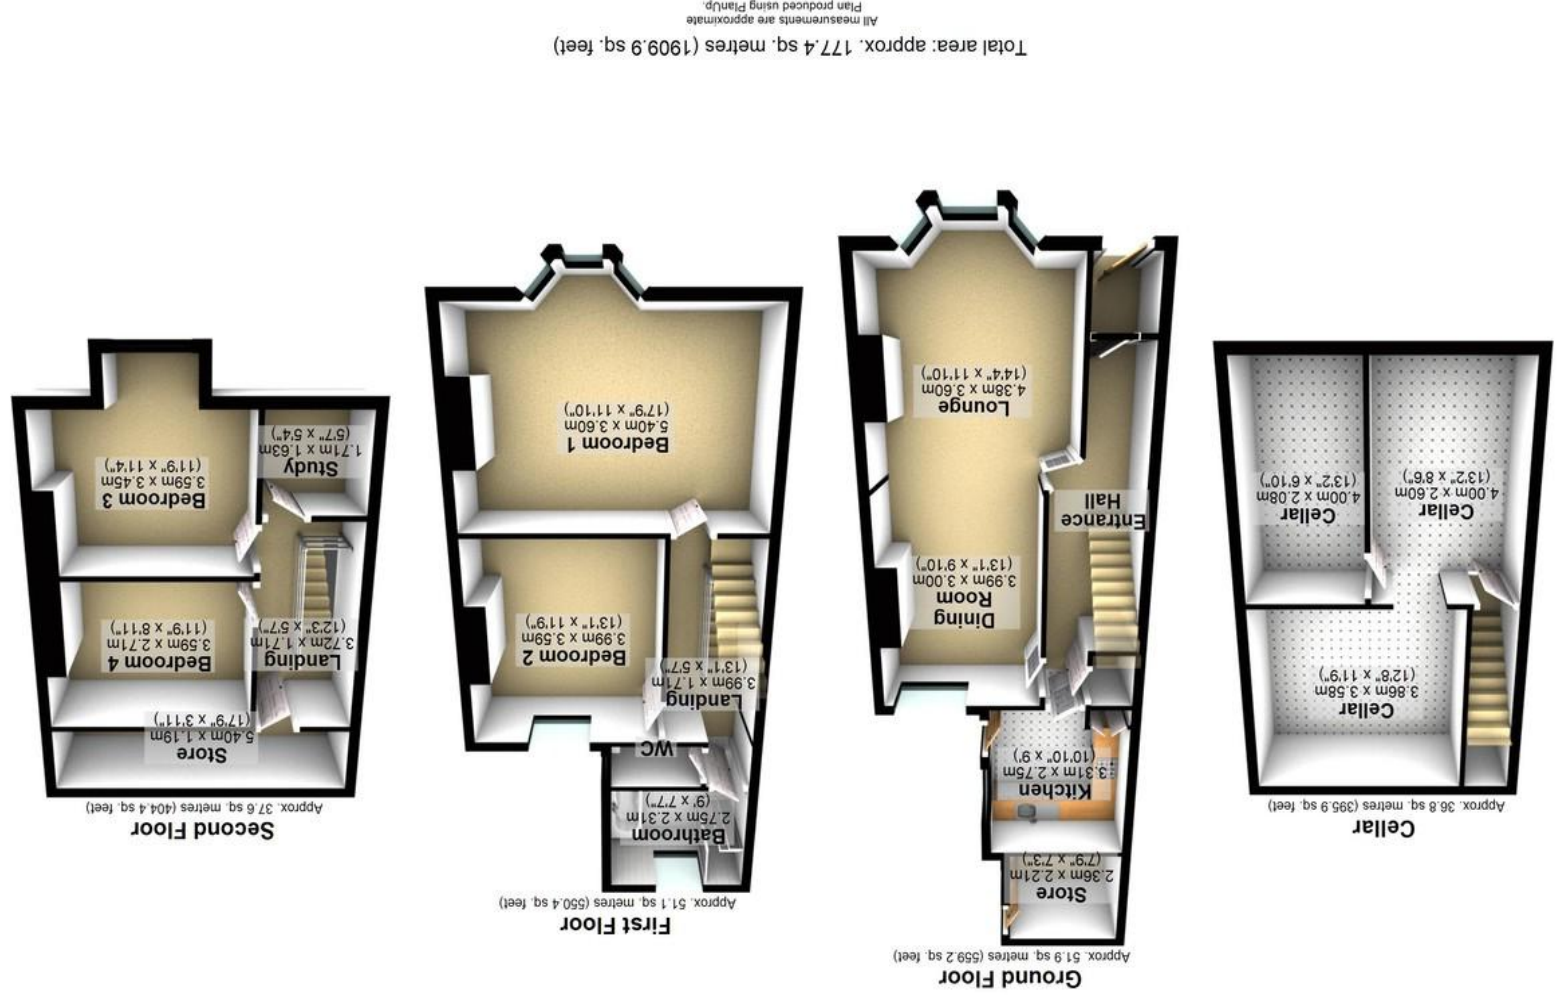 Cellar
Approx. 36.8 sq. metres (395.9 sq. feet)
Cellar
3.86m x 3.58m
(12'8" x 11'9")
Cellar
4.00m x 2.60m
(13'2" x 8'6")
Cellar
4.00m x 2.08m
(13'2" x 6'10")
Ground Floor
Approx. 51.9 sq. metres (559.2 sq. feet)
Store
2.36m x 2.21m
(7'9" x 7'3")
Kitchen
3.31m x 2.75m
(10'10" x 9')
Dining
Room
3.99m x 3.00m
(13'1" x 9'10")
Entrance
Hall
Lounge
4.38m x 3.60m
(14'4" x 11'10")
First Floor
Approx. 51.1 sq. metres (550.4 sq. feet)
Bathroom
2.75m x 2.31m
(9' x 7'7")
WC
Landing
3.99m x 1.71m
(13'1" x 5'7")
Bedroom 2
3.99m x 3.59m
(13'1" x 11'9")
Bedroom 1
5.40m x 3.60m
(17'9" x 11'10")
Second Floor
Approx. 37.6 sq. metres (404.4 sq. feet)
Store
5.40m x 1.19m
(17'9" x 3'11")
Landing
3.72m x 1.71m
(12'3" x 5'7")
Bedroom 4
3.59m x 2.71m
(11'9" x 8'11")
Study
1.71m x 1.63m
(5'7" x 5'4")
Bedroom 3
3.59m x 3.45m
(11'9" x 11'4")
Total area: approx. 177.4 sq. metres (1909.9 sq. feet)
All measurements are approximate
Plan produced using PlanUp.